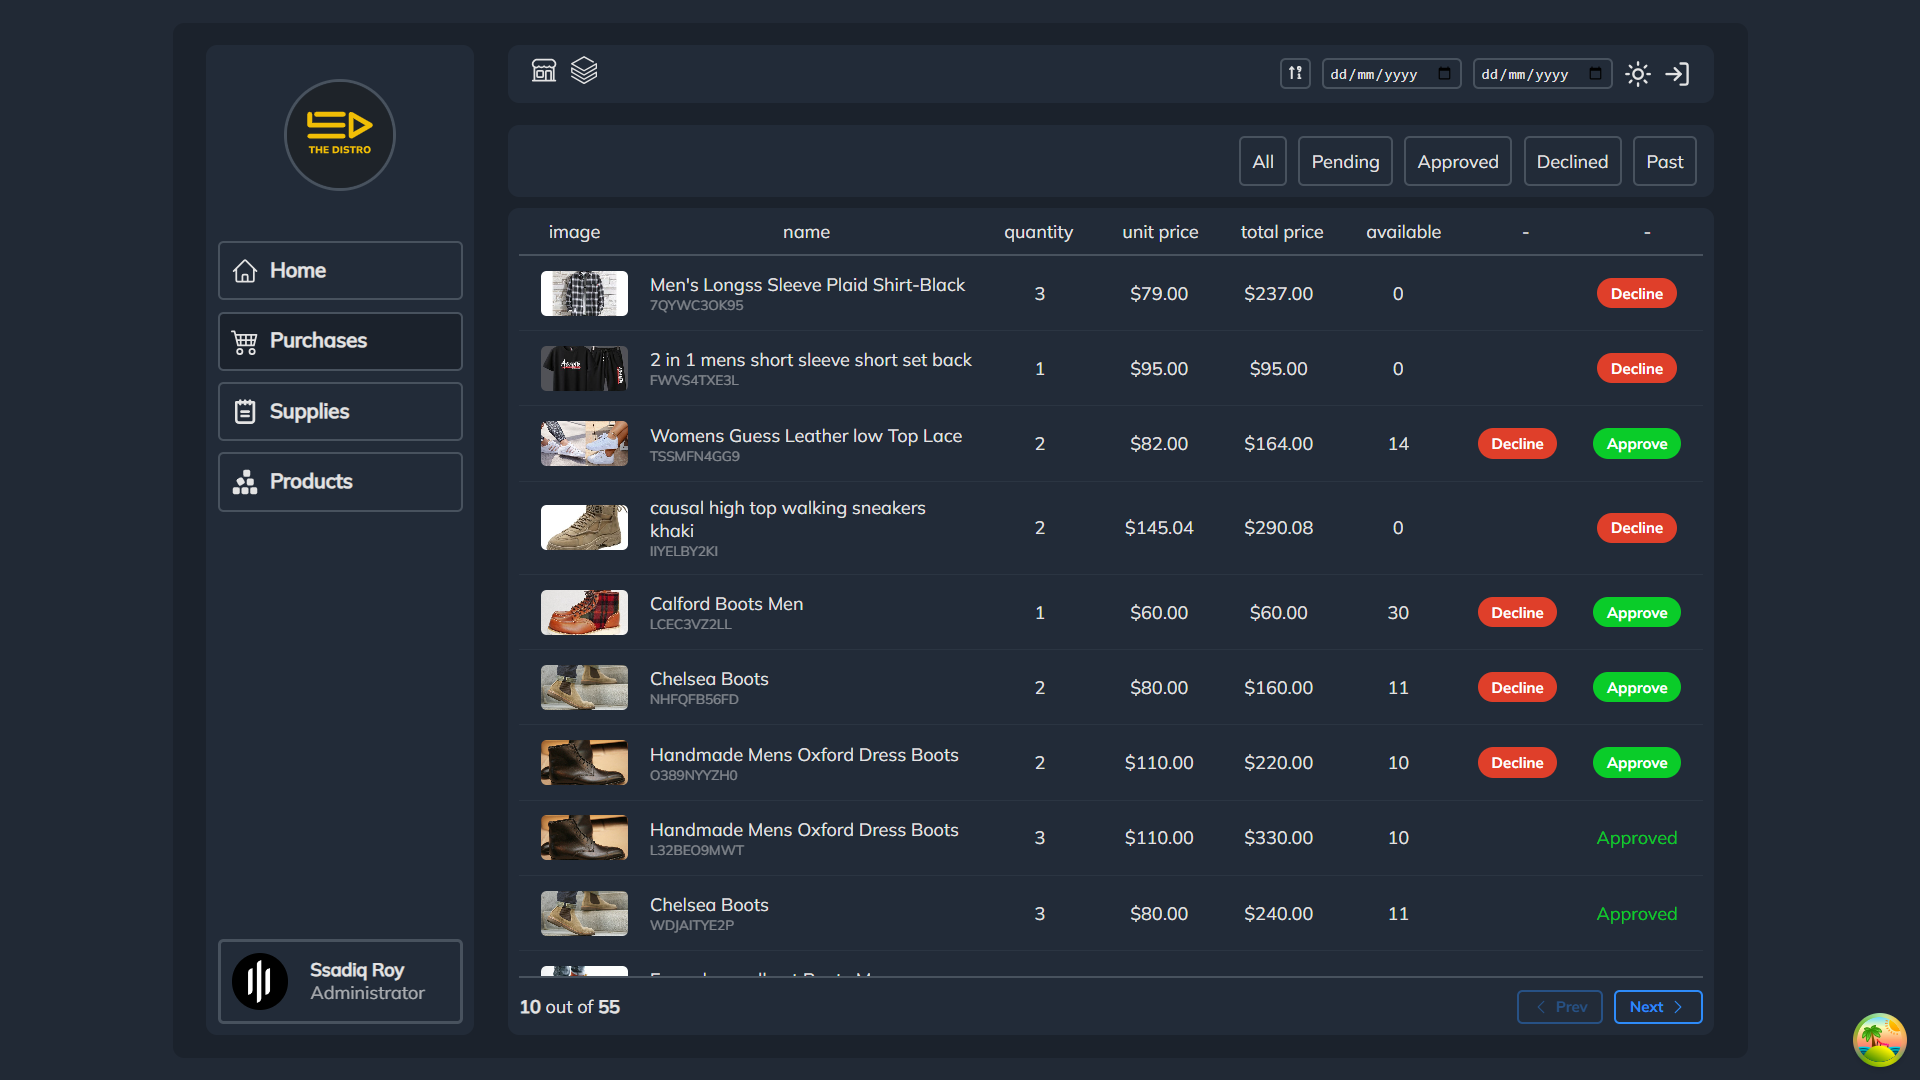 THE DISTRO
Home
Purchases
Supplies
Products
Ssadiq Roy
Administrator
dd/mm/yyyy
dd/mm/yyyy
All
Pending
Approved
Declined
Past
image name quantity unit price total price available - -
Men's Longss Sleeve Plaid Shirt-Black
7QYWC3OK95
3 $79.00 $237.00 0 Decline
2 in 1 mens short sleeve short set back
FWVS4TXE3L
1 $95.00 $95.00 0 Decline
Womens Guess Leather low Top Lace
TSSMFN4GG9
2 $82.00 $164.00 14 Decline Approve
causal high top walking sneakers
khaki
IIYELBY2KI
2 $145.04 $290.08 0 Decline
Calford Boots Men
LCEC3VZ2LL
1 $60.00 $60.00 30 Decline Approve
Chelsea Boots
NHFQFB56FD
2 $80.00 $160.00 11 Decline Approve
Handmade Mens Oxford Dress Boots
O389NYYZH0
2 $110.00 $220.00 10 Decline Approve
Handmade Mens Oxford Dress Boots
L32BEO9MWT
3 $110.00 $330.00 10 Approved
Chelsea Boots
WDJAITYE2P
3 $80.00 $240.00 11 Approved
10 out of 55
Prev
Next